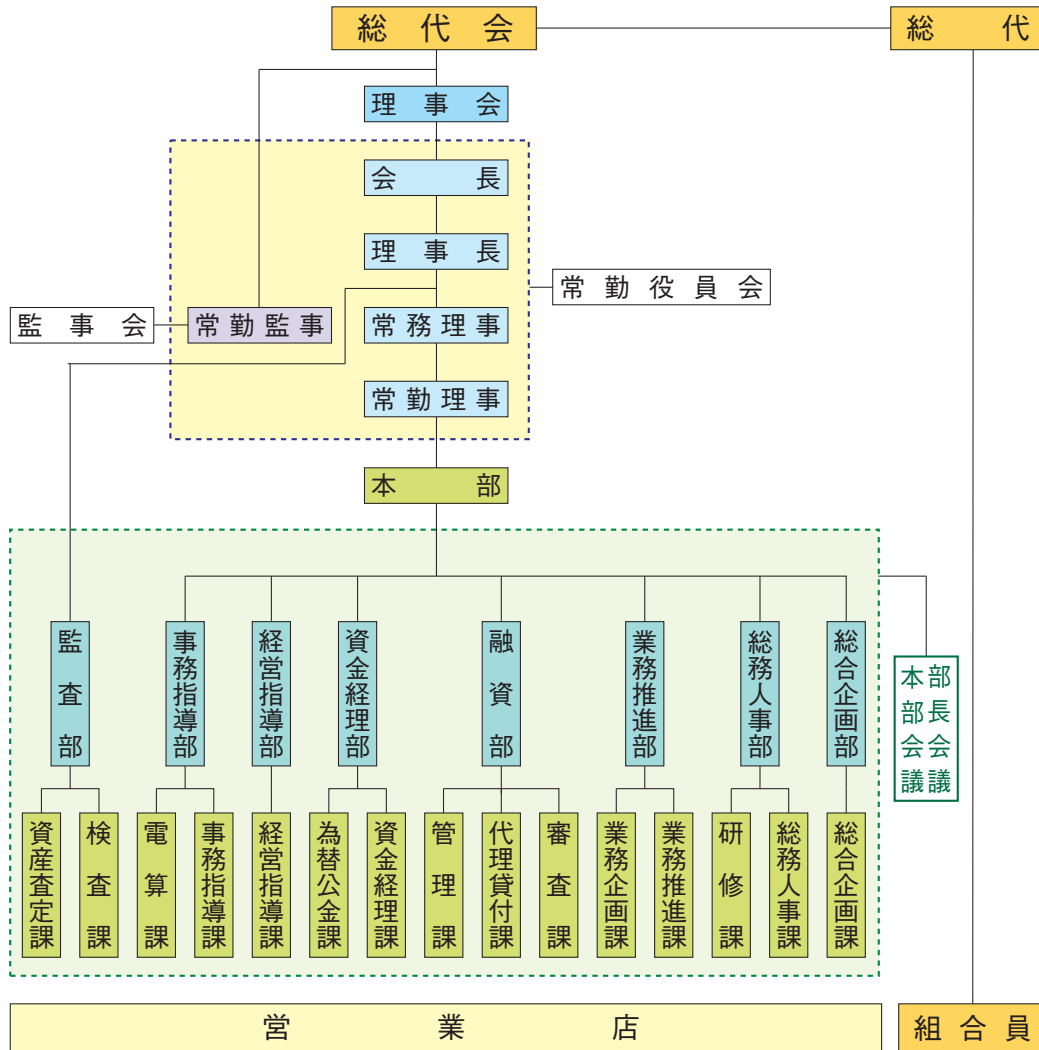 総代会
総代
理事会
会長
理事長
常勤役員会
監事会
常勤監事
常務理事
常勤理事
本部
監査部
事務指導部
経営指導部
資金経理部
融資部
業務推進部
総務人事部
総合企画部
本部部長会議
資産査定課
検査課
電算課
事務指導課
経営指導課
為替公金課
資金経理課
管理課
代理貸付課
審査課
業務企画課
業務推進課
研修課
総務人事課
総合企画課
営業店
組合員